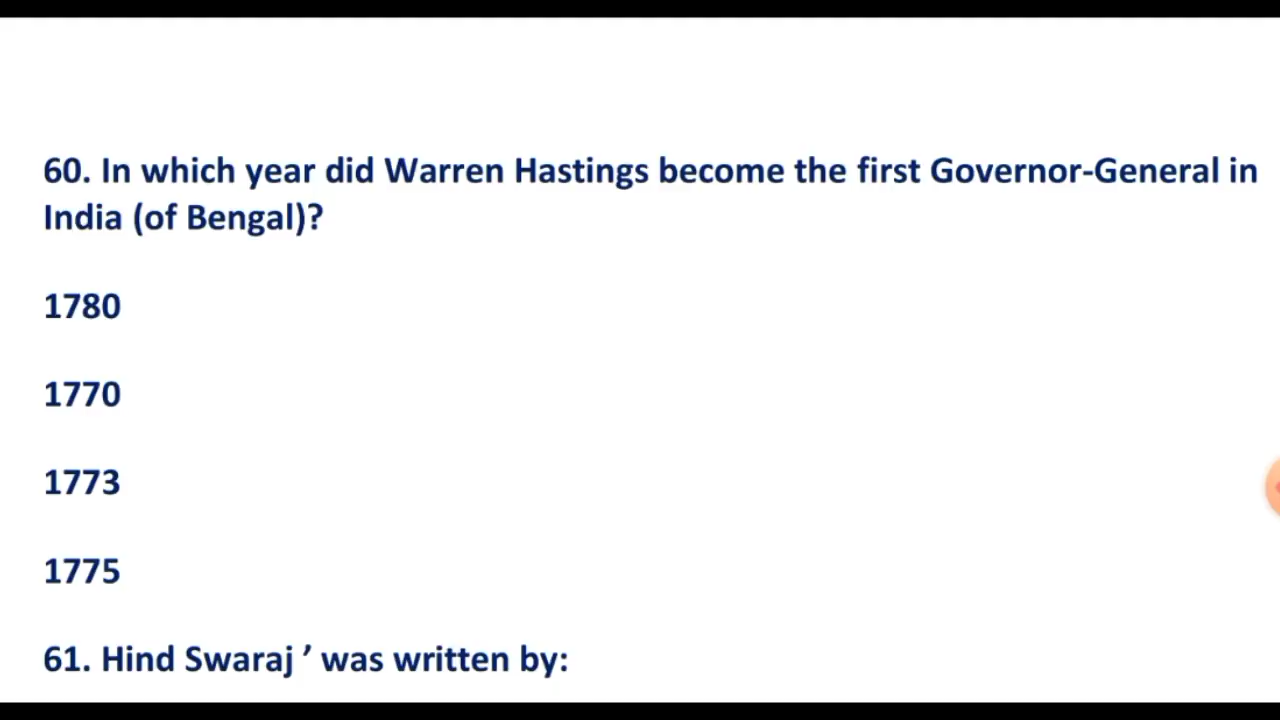 60. In which year did Warren Hastings become the first Governor-General in
India (of Bengal)?
1780
1770
1773
1775
61. Hind Swaraj ’ was written by: